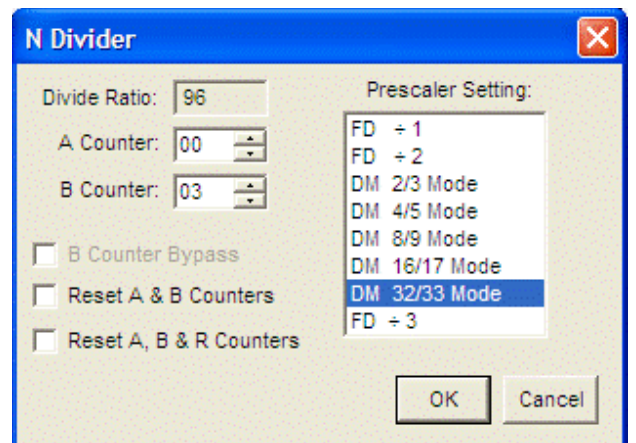 N Divider
Divide Ratio: 96
A Counter: 00
B Counter: 03
B Counter Bypass
Reset A & B Counters
Reset A, B & R Counters
Prescaler Setting:
FD ÷ 1
FD ÷ 2
DM 2/3 Mode
DM 4/5 Mode
DM 8/9 Mode
DM 16/17 Mode
DM 32/33 Mode
FD ÷ 3
OK
Cancel